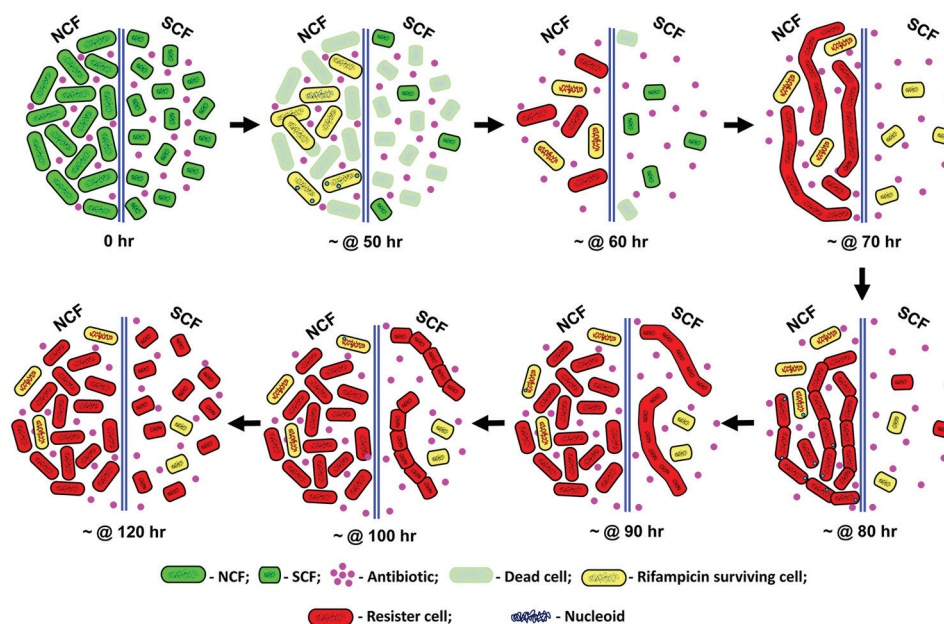 NCF SCF
NCF SCF
NCF SCF
NCF SCF
0 hr
~ @ 50 hr
~ @ 60 hr
~ @ 70 hr
NCF SCF
NCF SCF
NCF SCF
NCF SCF
~ @ 120 hr
~ @ 100 hr
~ @ 90 hr
~ @ 80 hr
- NCF; - SCF; - Antibiotic; - Dead cell; - Rifampicin surviving cell;
- Resister cell; - Nucleoid